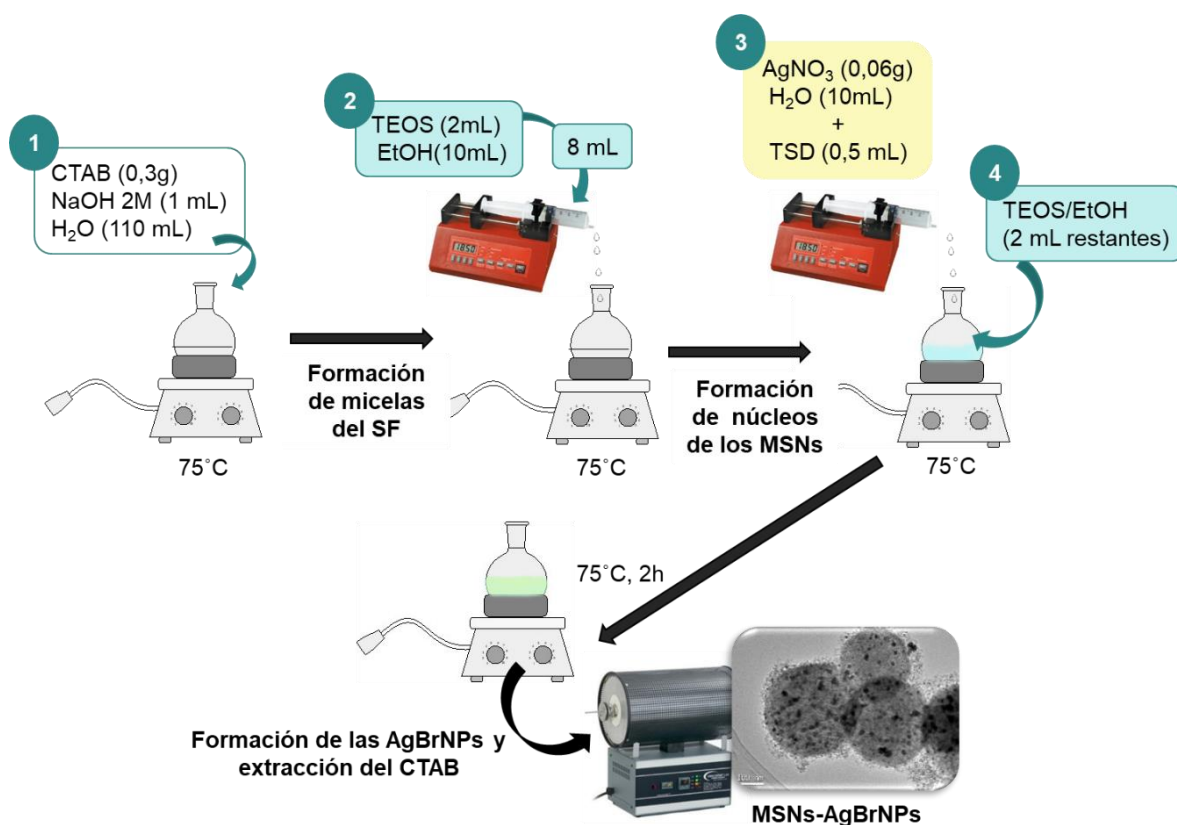 1
CTAB (0,3g)
NaOH 2M (1 mL)
H₂O (110 mL)
75˚C
Formación
de micelas
del SF
2
TEOS (2mL)
EtOH(10mL)
8 mL
75˚C
Formación
de núcleos
de los MSNs
3
AgNO₃ (0,06g)
H₂O (10mL)
+
TSD (0,5 mL)
4
TEOS/EtOH
(2 mL restantes)
75˚C
75˚C, 2h
Formación de las AgBrNPs y
extracción del CTAB
MSNs-AgBrNPs